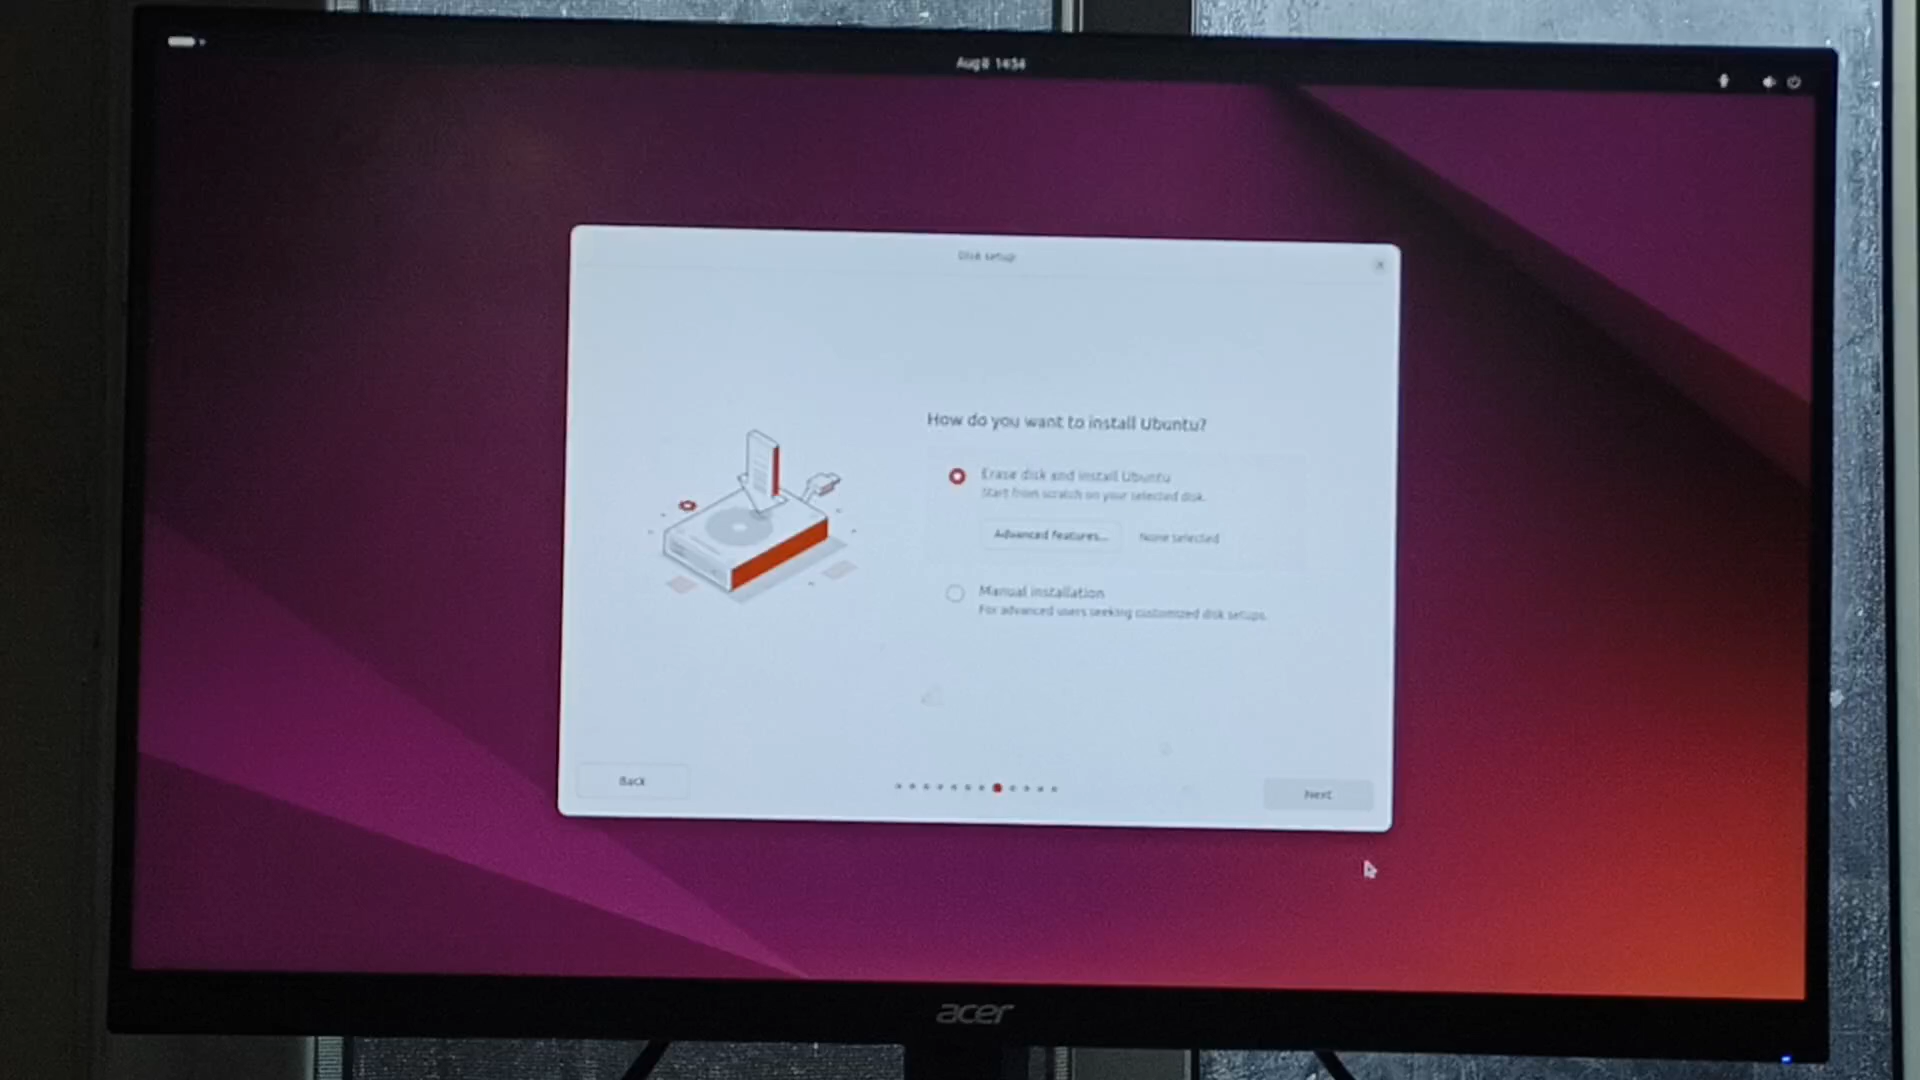 Aug 8 14:54
Disk setup
How do you want to install Ubuntu?
Erase disk and install Ubuntu
Start from scratch on your selected disk.
Advanced features...
None selected
Manual installation
For advanced users seeking customized disk setups.
Back
Next
acer